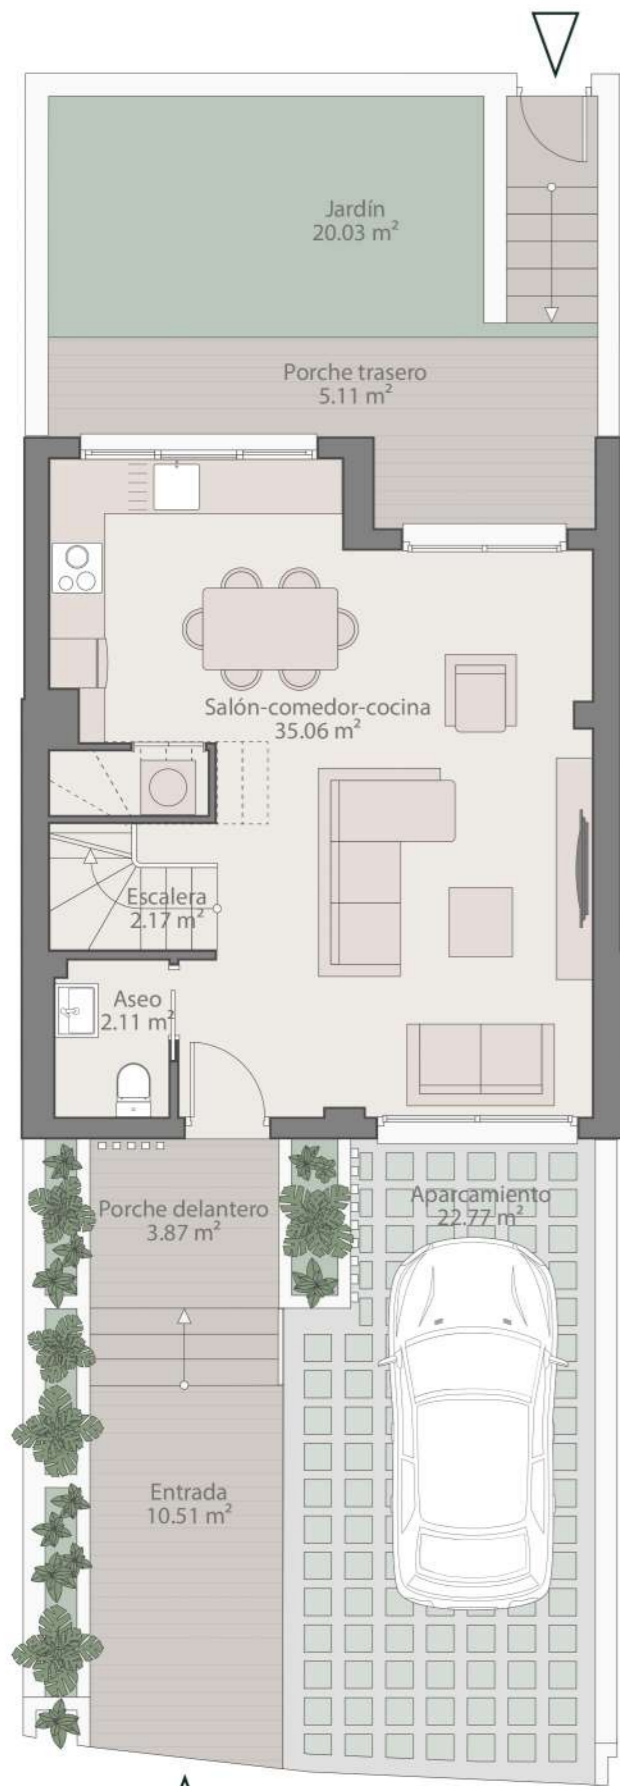 Jardín
20.03 m²
Porche trasero
5.11 m²
Salón-comedor-cocina
35.06 m²
Escalera
2.17 m²
Aseo
2.11 m²
Porche delantero
3.87 m²
Aparcamiento
22.77 m²
Entrada
10.51 m²